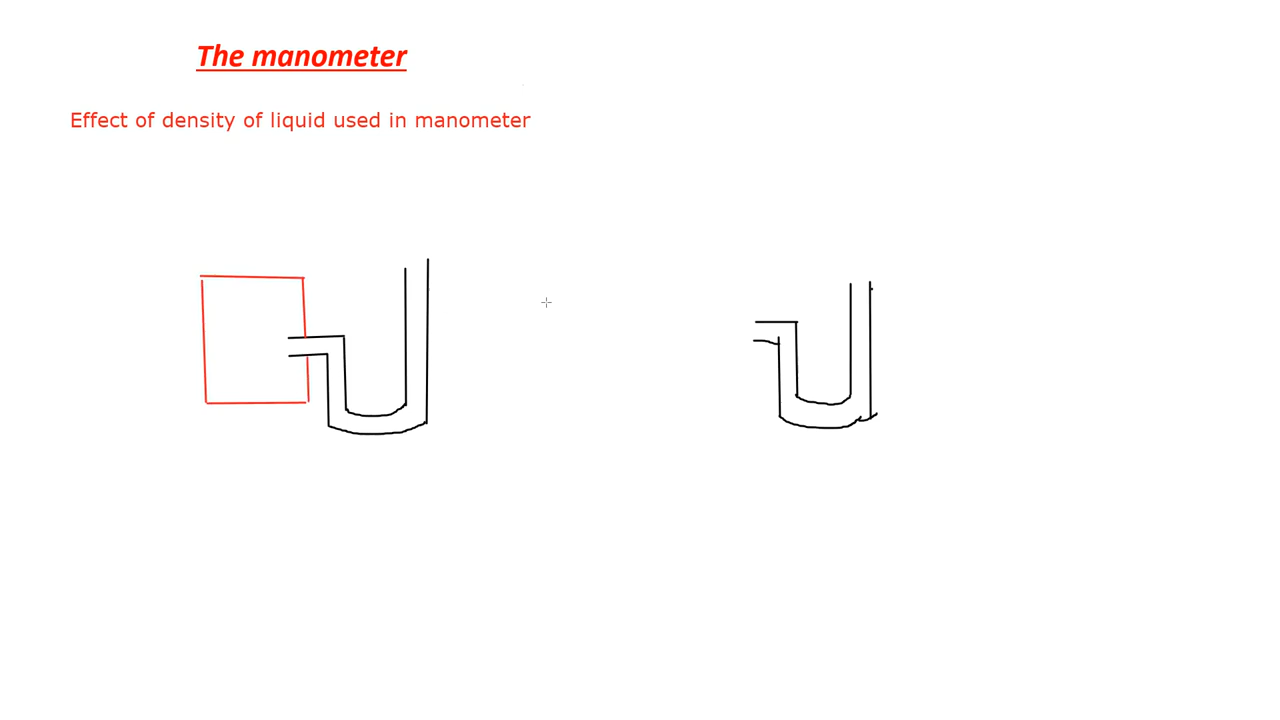 The manometer
Effect of density of liquid used in manometer